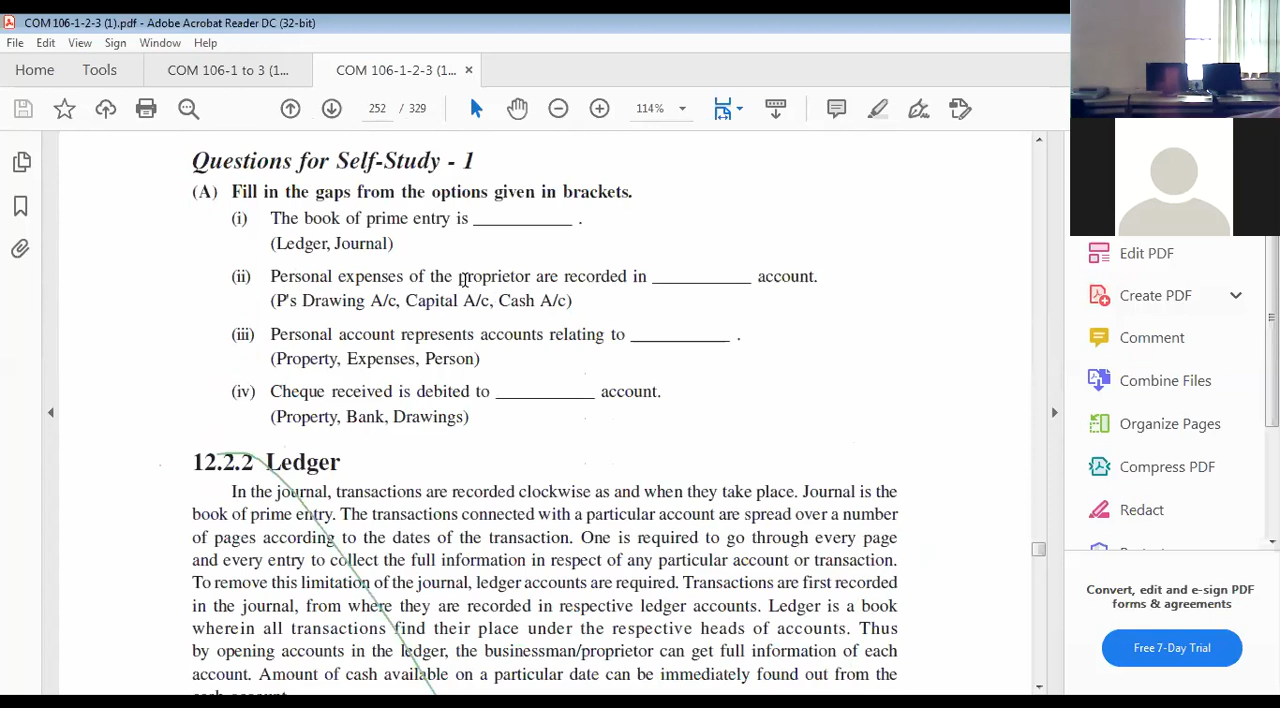 COM 106-1-2-3 (1).pdf - Adobe Acrobat Reader DC (32-bit)
File Edit View Sign Window Help
Home Tools COM 106-1 to 3 (1... COM 106-1-2-3 (1... ×
252 / 329 114%
Questions for Self-Study - 1
(A) Fill in the gaps from the options given in brackets.
(i) The book of prime entry is __________ .
(Ledger, Journal)
(ii) Personal expenses of the proprietor are recorded in __________ account.
(P's Drawing A/c, Capital A/c, Cash A/c)
(iii) Personal account represents accounts relating to __________ .
(Property, Expenses, Person)
(iv) Cheque received is debited to __________ account.
(Property, Bank, Drawings)
12.2.2 Ledger
In the journal, transactions are recorded clockwise as and when they take place. Journal is the
book of prime entry. The transactions connected with a particular account are spread over a number
of pages according to the dates of the transaction. One is required to go through every page
and every entry to collect the full information in respect of any particular account or transaction.
To remove this limitation of the journal, ledger accounts are required. Transactions are first recorded
in the journal, from where they are recorded in respective ledger accounts. Ledger is a book
wherein all transactions find their place under the respective heads of accounts. Thus
by opening accounts in the ledger, the businessman/proprietor can get full information of each
account. Amount of cash available on a particular date can be immediately found out from the
Edit PDF
Create PDF
Comment
Combine Files
Organize Pages
Compress PDF
Redact
Convert, edit and e-sign PDF
forms & agreements
Free 7-Day Trial